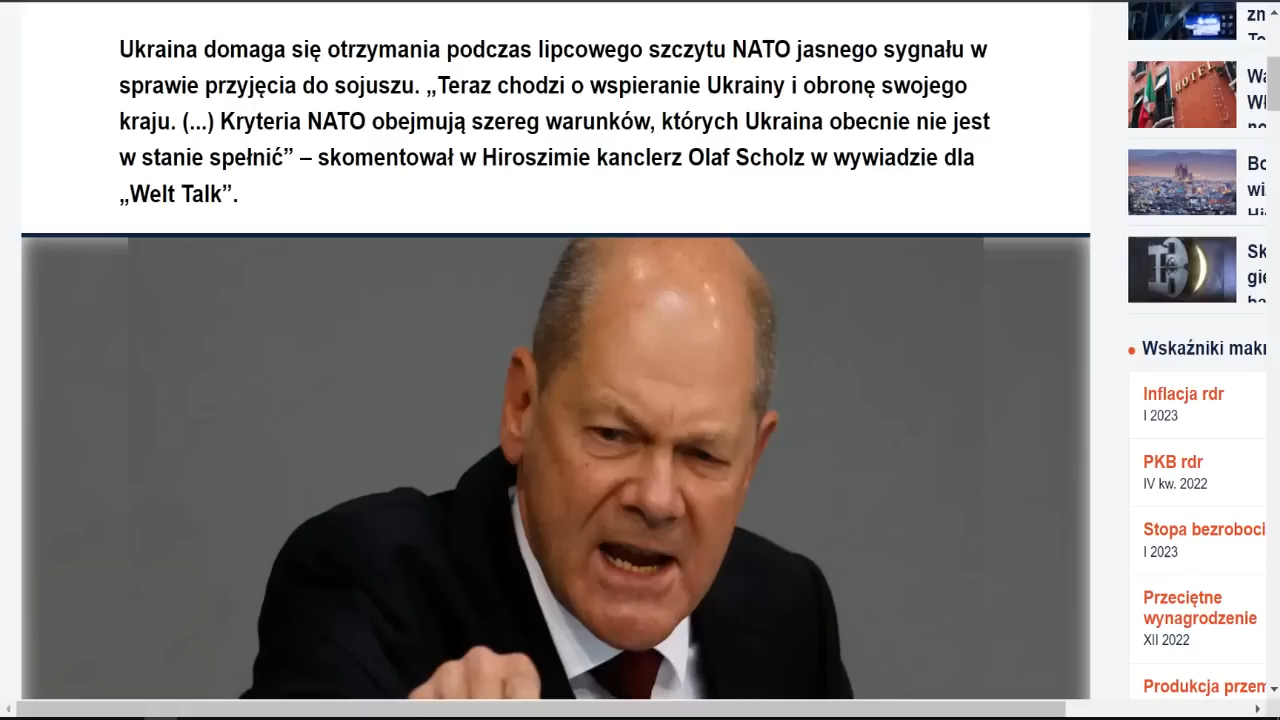 Ukraina domaga się otrzymania podczas lipcowego szczytu NATO jasnego sygnału w
sprawie przyjęcia do sojuszu. „Teraz chodzi o wspieranie Ukrainy i obronę swojego
kraju. (...) Kryteria NATO obejmują szereg warunków, których Ukraina obecnie nie jest
w stanie spełnić” – skomentował w Hiroszimie kanclerz Olaf Scholz w wywiadzie dla
„Welt Talk”.
HOTEL
Wskaźniki makr
Inflacja rdr
I 2023
PKB rdr
IV kw. 2022
Stopa bezroboci
I 2023
Przeciętne
wynagrodzenie
XII 2022
Produkcja przem